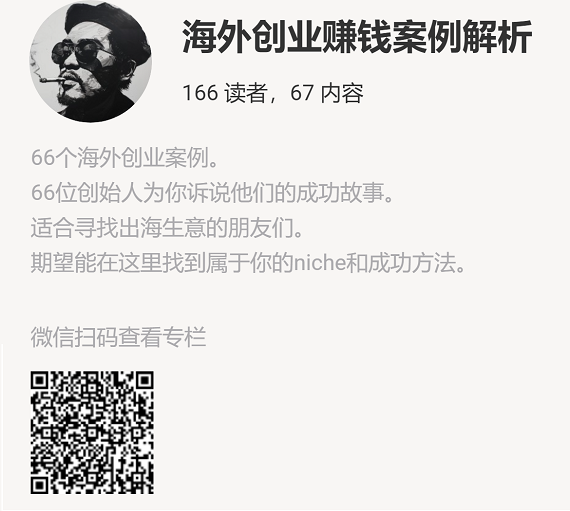 海外创业赚钱案例解析
166 读者，67 内容
66个海外创业案例。
66位创始人为你诉说他们的成功故事。
适合寻找出海生意的朋友们。
期望能在这里找到属于你的niche和成功方法。
微信扫码查看专栏